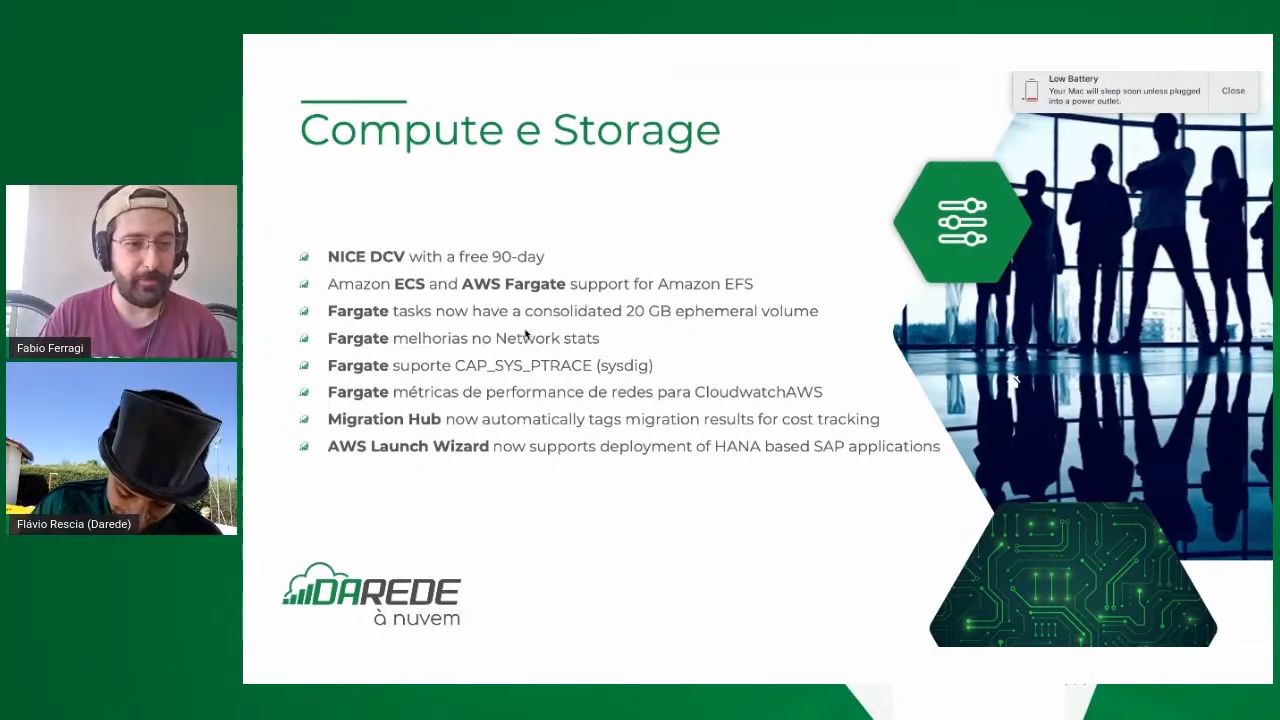 Low Battery
Your Mac will sleep soon unless plugged
into a power outlet.
Close
Compute e Storage
NICE DCV with a free 90-day
Amazon ECS and AWS Fargate support for Amazon EFS
Fargate tasks now have a consolidated 20 GB ephemeral volume
Fargate melhorias no Network stats
Fargate suporte CAP_SYS_PTRACE (sysdig)
Fargate métricas de performance de redes para CloudwatchAWS
Migration Hub now automatically tags migration results for cost tracking
AWS Launch Wizard now supports deployment of HANA based SAP applications
Fabio Ferragi
Flávio Rescia (Darede)
DAREDE
à nuvem